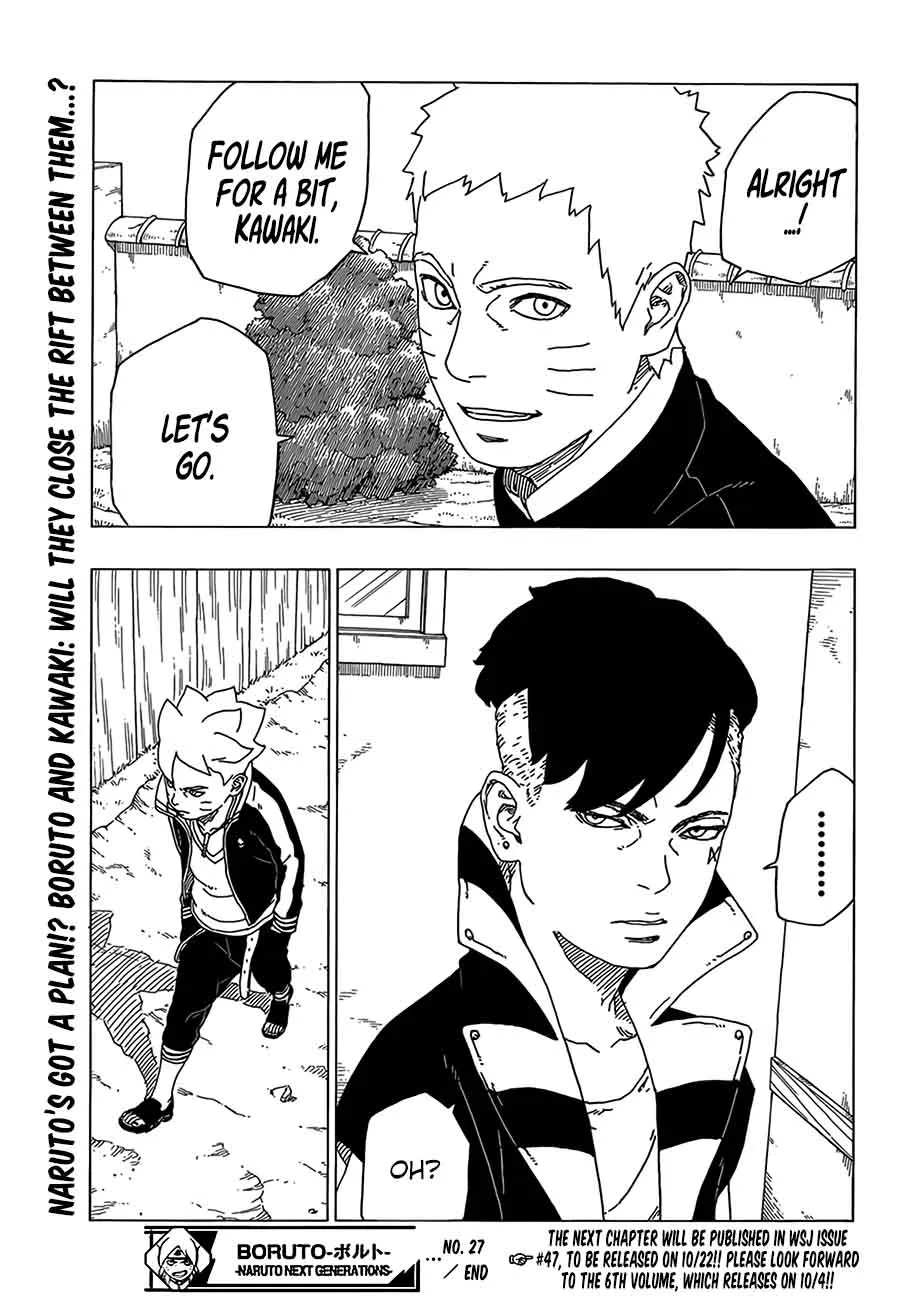 NARUTO'S GOT A PLAN!? BORUTO AND KAWAKI: WILL THEY CLOSE THE RIFT BETWEEN THEM...?
ALRIGHT
...!
FOLLOW ME
FOR A BIT,
KAWAKI.
LET'S
GO.
........
OH?
BORUTO-ボルト-
-NARUTO NEXT GENERATIONS-
...
NO. 27
/ END
THE NEXT CHAPTER WILL BE PUBLISHED IN WSJ ISSUE
☞ #47, TO BE RELEASED ON 10/22!! PLEASE LOOK FORWARD
TO THE 6TH VOLUME, WHICH RELEASES ON 10/4!!